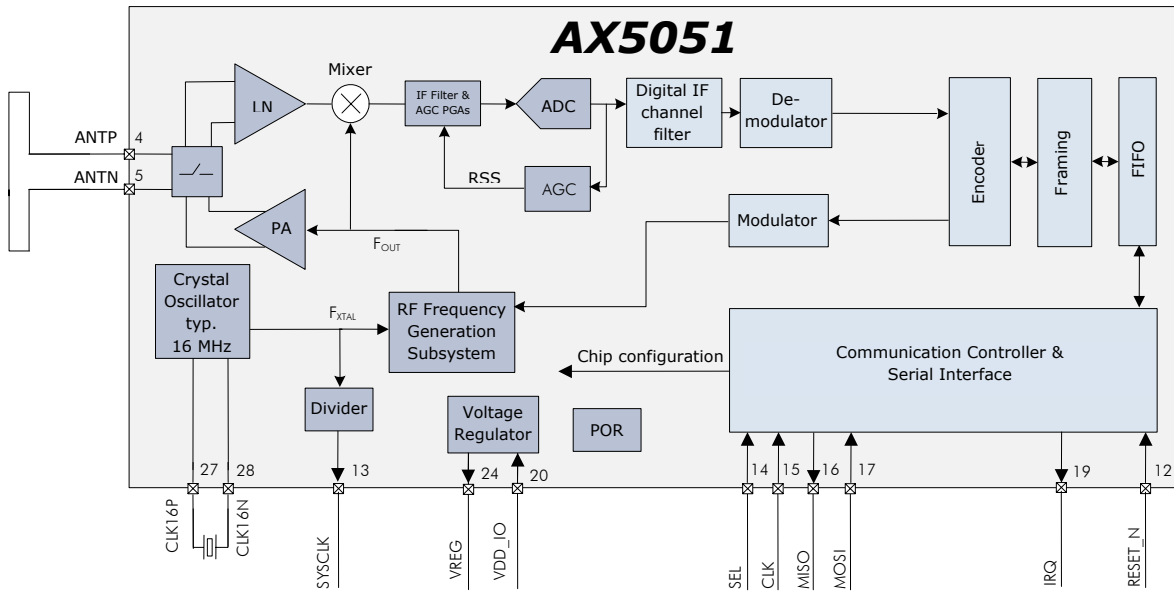 AX5051
Mixer
LN
IF Filter &
AGC PGAs
ADC
Digital IF
channel
filter
De-
modulator
Encoder
Framing
FIFO
ANTP
4
ANTN
5
RSS
AGC
PA
FOUT
Modulator
Crystal
Oscillator
typ.
16 MHz
FXTAL
RF Frequency
Generation
Subsystem
Chip configuration
Communication Controller &
Serial Interface
Divider
Voltage
Regulator
POR
27
28
13
24
20
14
15
16
17
19
12
CLK16P
CLK16N
SYSCLK
VREG
VDD_IO
SEL
CLK
MISO
MOSI
IRQ
RESET_N